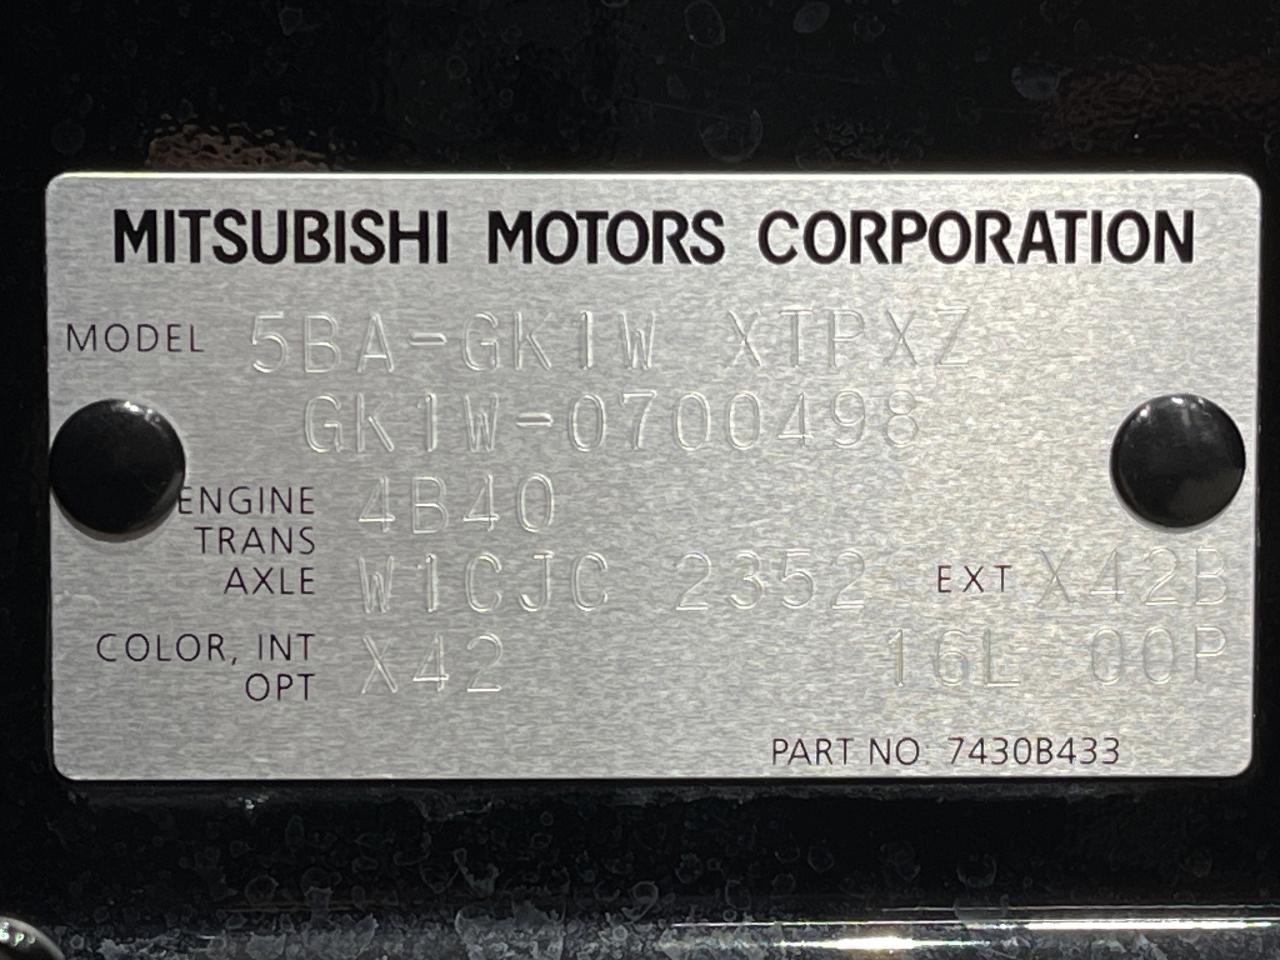 MITSUBISHI MOTORS CORPORATION
MODEL 5BA-GK1W XTPXZ
GK1W-0700498
ENGINE 4B40
TRANS
AXLE W1CJC 2352 EXT X42B
COLOR, INT X42 16L 00P
OPT
PART NO. 7430B433